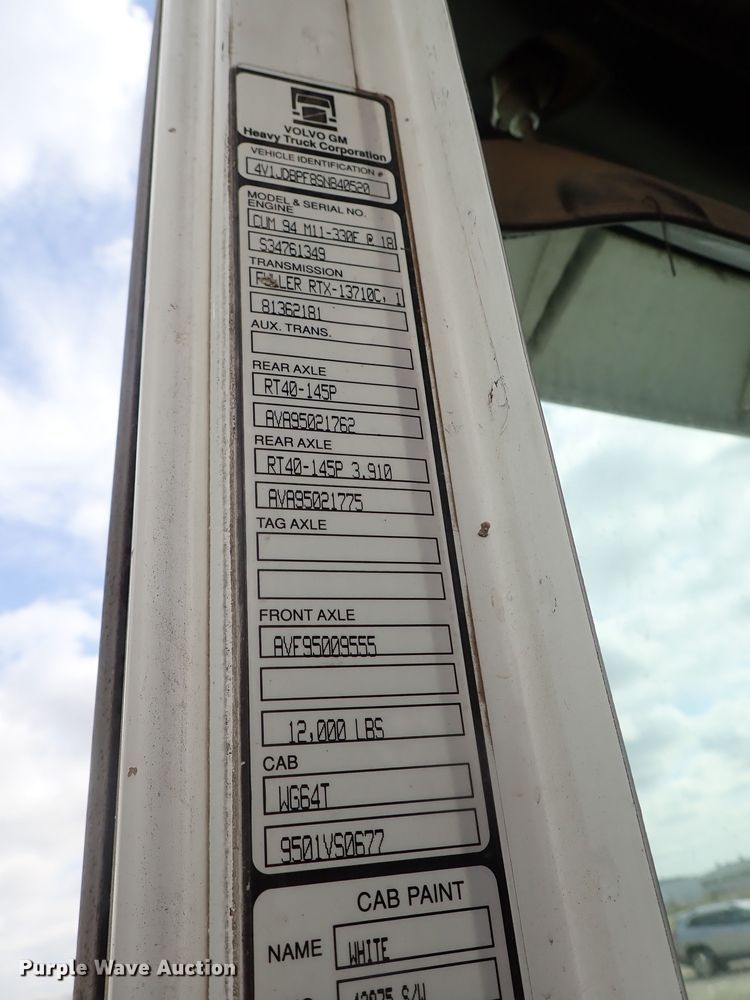 VOLVO GM
Heavy Truck Corporation
VEHICLE IDENTIFICATION #
4V1JDBPF8SN840520
MODEL & SERIAL NO.
ENGINE
CUM 94 M11-330E @ 18
S34761349
TRANSMISSION
FULLER RTX-13710C, 1
81362181
AUX. TRANS.
REAR AXLE
RT40-145P
AVA95021762
REAR AXLE
RT40-145P 3.910
AVA95021775
TAG AXLE
FRONT AXLE
AVF95009555
12,000 LBS
CAB
WG64T
9501VS0677
CAB PAINT
NAME WHITE
Purple Wave Auction